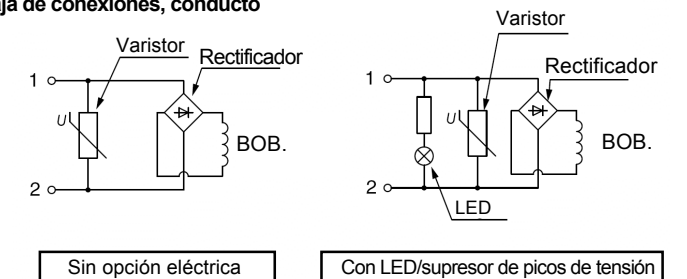 ja de conexiones, conducto
Varistor
Rectificador
1
U
BOB.
2
Sin opción eléctrica
Varistor
Rectificador
1
U
BOB.
2
LED
Con LED/supresor de picos de tensión